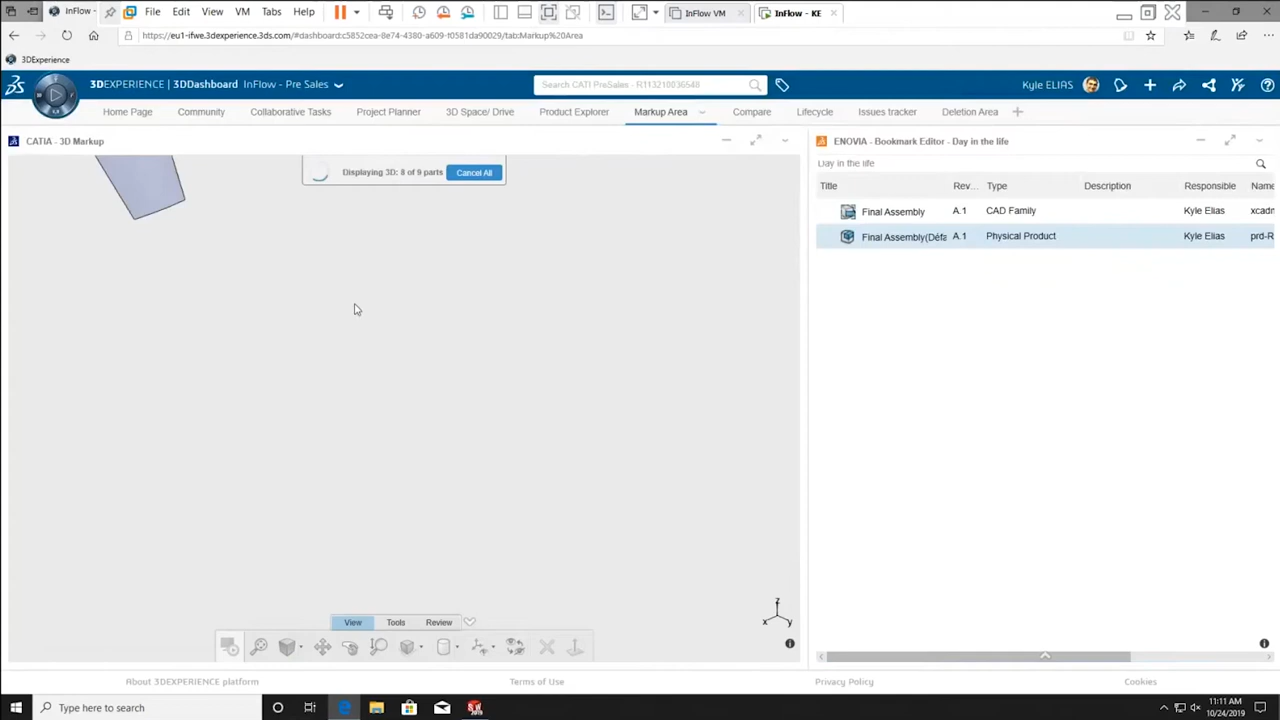 InFlow - File Edit View VM Tabs Help InFlow VM InFlow - KE
https://eu1-ifwe.3dexperience.3ds.com/#dashboard:c5852cea-8e74-4380-a609-f0581da90029/tab:Markup%20Area
3DEXPERIENCE
3DEXPERIENCE | 3DDashboard InFlow - Pre Sales Search CATI PreSales - R113210036548 Kyle ELIAS
Home Page Community Collaborative Tasks Project Planner 3D Space/ Drive Product Explorer Markup Area Compare Lifecycle Issues tracker Deletion Area
CATIA - 3D Markup ENOVIA - Bookmark Editor - Day in the life
Displaying 3D: 8 of 9 parts Cancel All Day in the life
Title Rev... Type Description Responsible Name
Final Assembly A.1 CAD Family Kyle Elias xcadn
Final Assembly(Défa A.1 Physical Product Kyle Elias prd-R
z
x y
View Tools Review
About 3DEXPERIENCE platform Terms of Use Privacy Policy Cookies
Type here to search 11:11 AM
10/24/2019